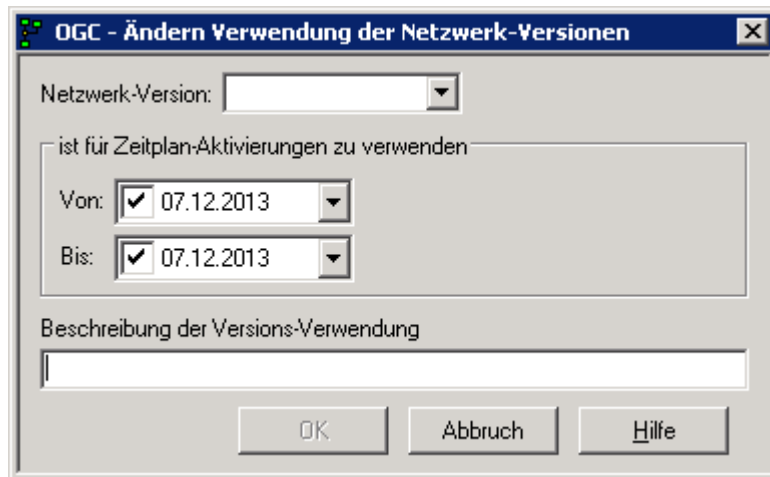 OGC - Ändern Verwendung der Netzwerk-Versionen
Netzwerk-Version:
ist für Zeitplan-Aktivierungen zu verwenden
Von: 07.12.2013
Bis: 07.12.2013
Beschreibung der Versions-Verwendung
OK Abbruch Hilfe